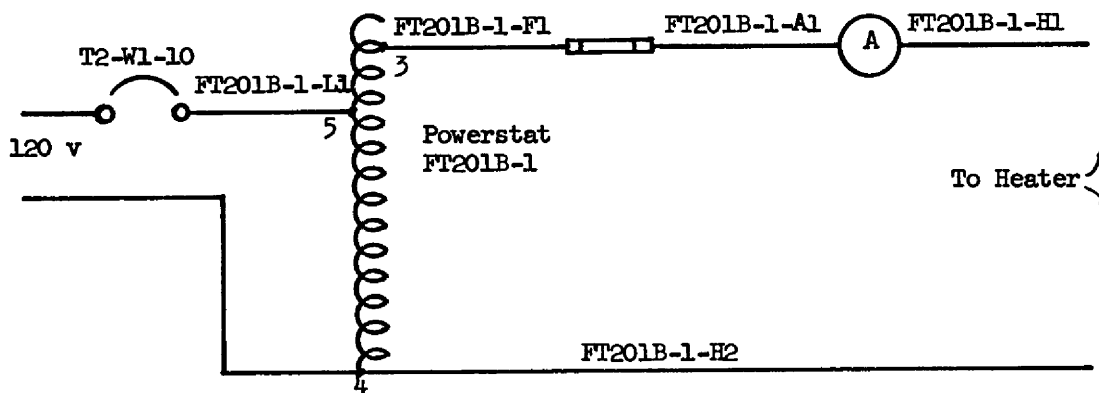 FT201B-1-F1
FT201B-1-A1
A
FT201B-1-H1
3
T2-W1-10
FT201B-1-L1
5
120 v
Powerstat
FT201B-1
To Heater
FT201B-1-H2
4